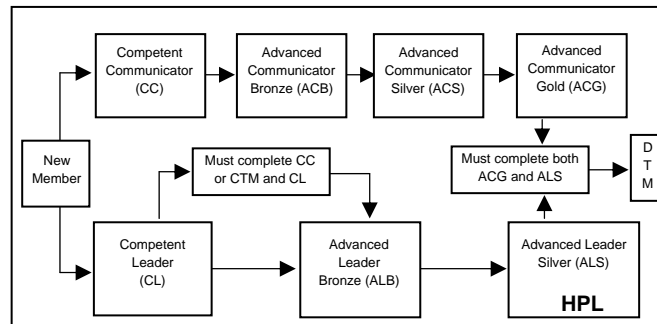 Competent
Communicator
(CC)
Advanced
Communicator
Bronze (ACB)
Advanced
Communicator
Silver (ACS)
Advanced
Communicator
Gold (ACG)
New
Member
Must complete CC
or CTM and CL
Must complete both
ACG and ALS
D
T
M
Competent
Leader
(CL)
Advanced
Leader
Bronze (ALB)
Advanced Leader
Silver (ALS)
HPL